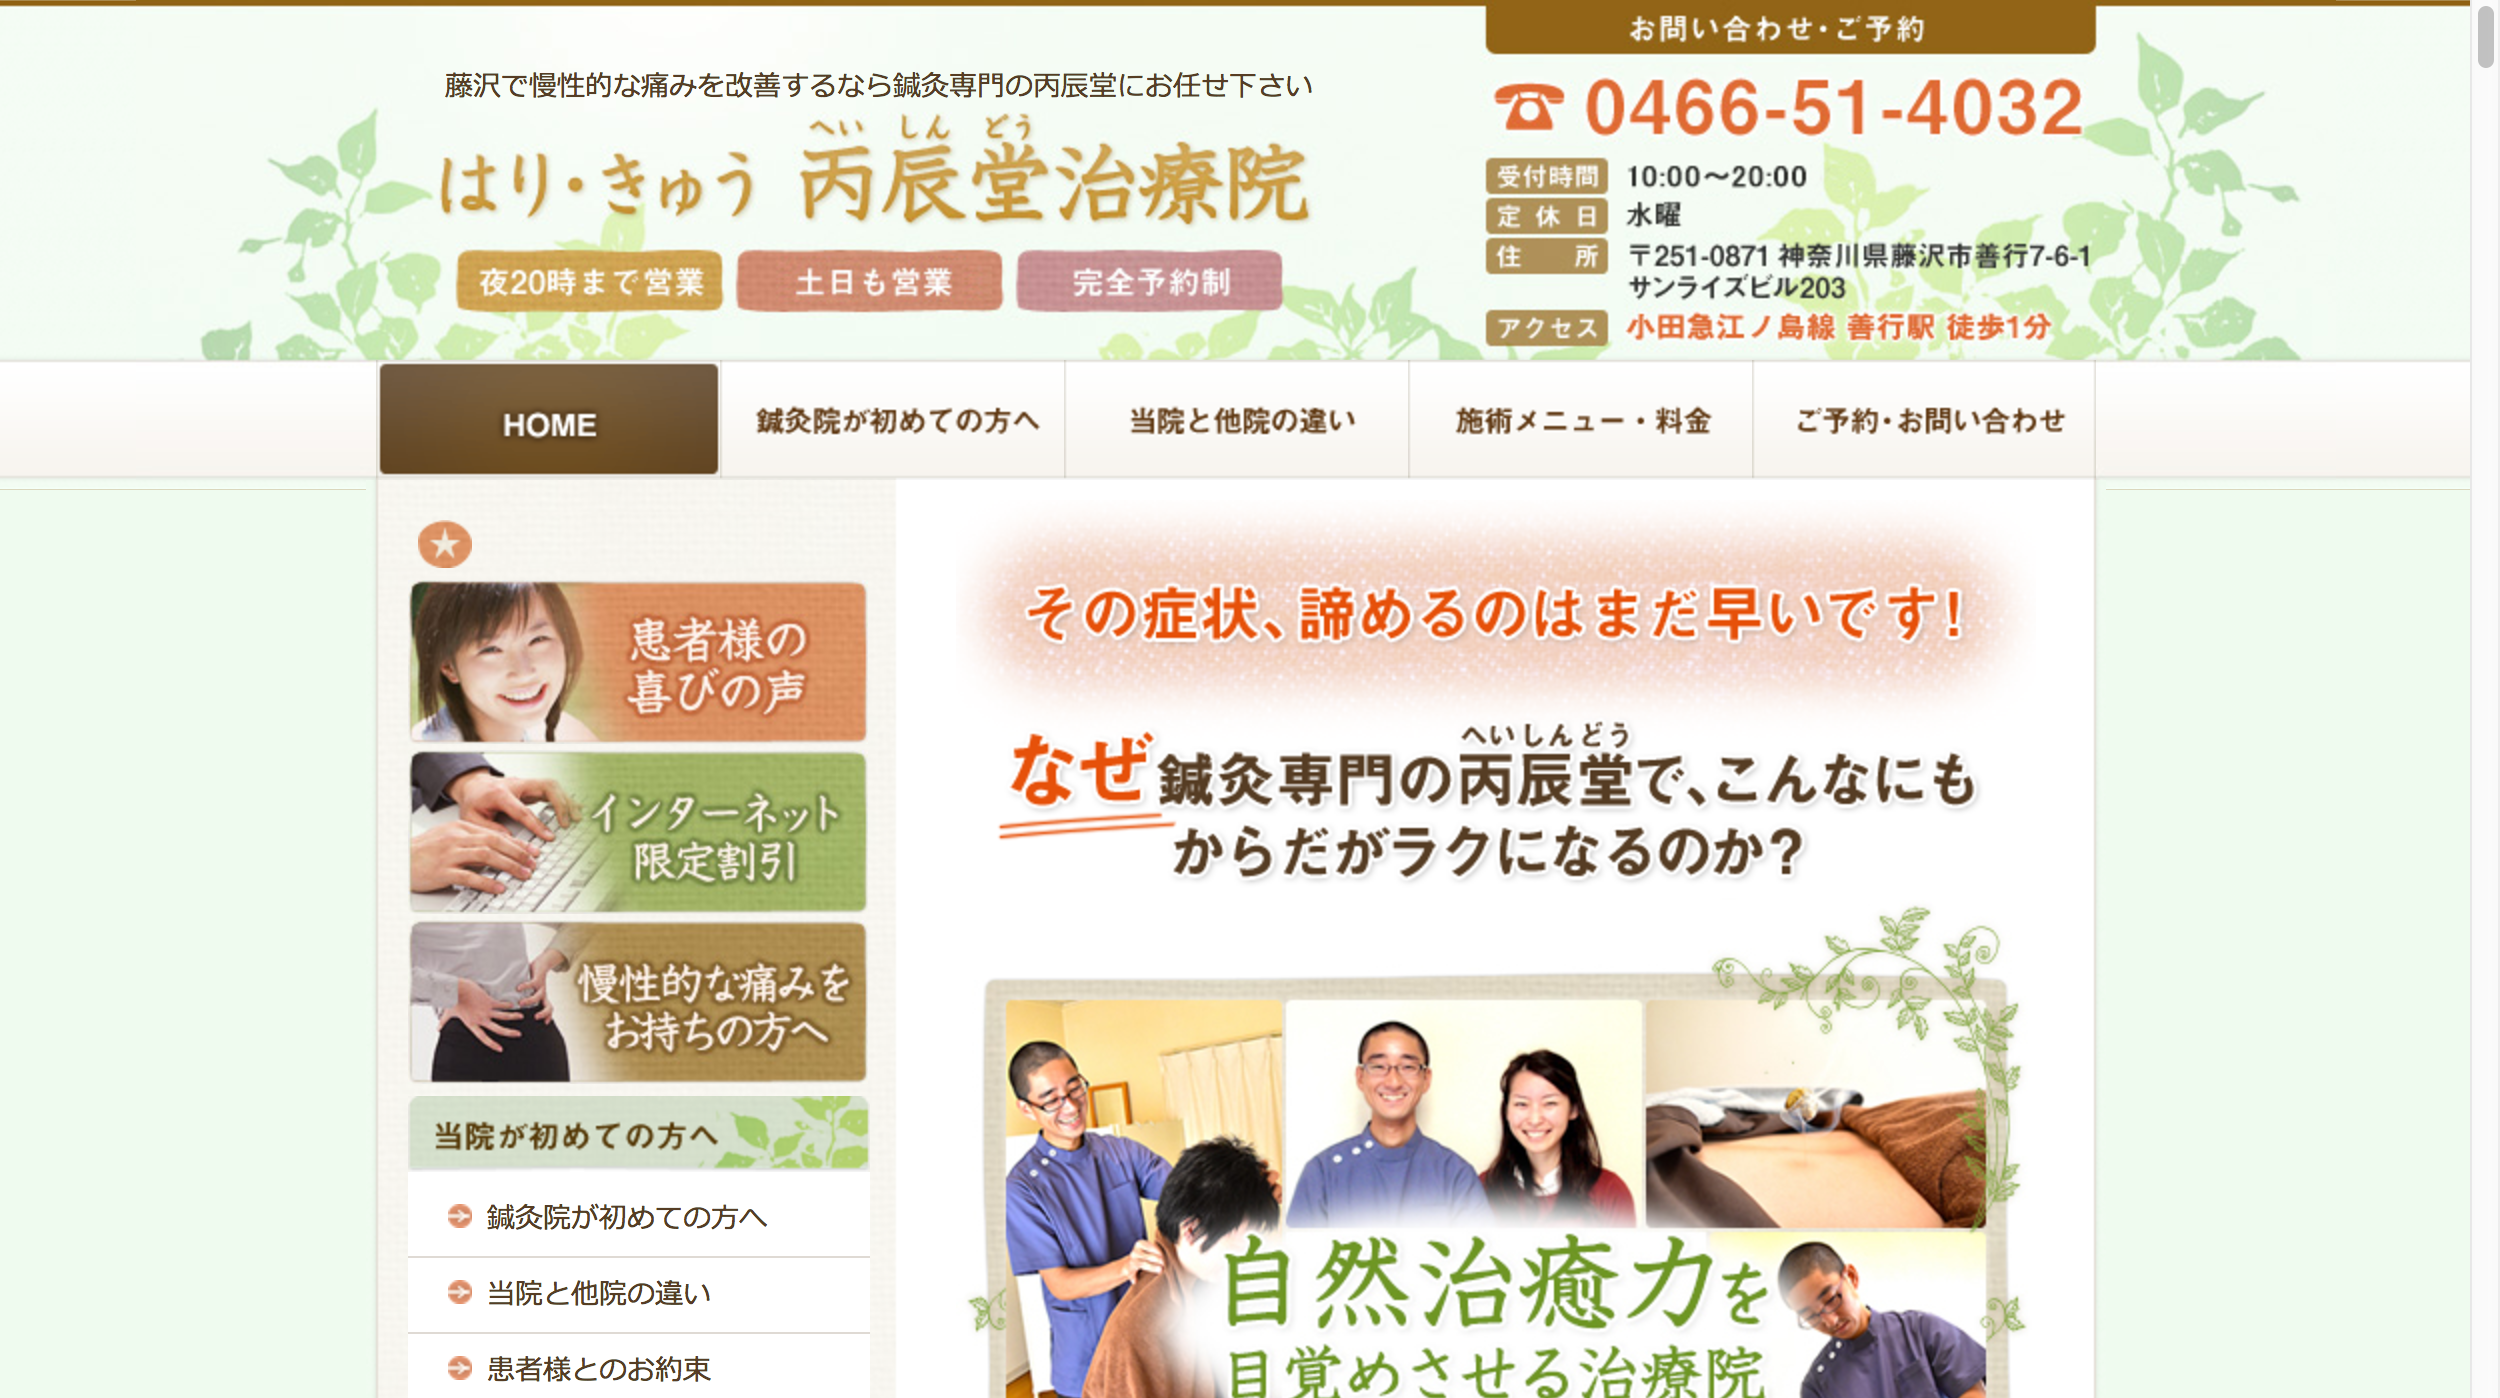 お問い合わせ・ご予約
藤沢で慢性的な痛みを改善するなら鍼灸専門の丙辰堂にお任せ下さい
0466-51-4032
へい しん どう
はり・きゅう 丙辰堂治療院
受付時間 10:00〜20:00
定休日 水曜
住所 〒251-0871 神奈川県藤沢市善行7-6-1
サンライズビル203
アクセス 小田急江ノ島線 善行駅 徒歩1分
夜20時まで営業
土日も営業
完全予約制
HOME
鍼灸院が初めての方へ
当院と他院の違い
施術メニュー・料金
ご予約・お問い合わせ
患者様の
喜びの声
インターネット
限定割引
慢性的な痛みを
お持ちの方へ
当院が初めての方へ
鍼灸院が初めての方へ
当院と他院の違い
患者様とのお約束
その症状、諦めるのはまだ早いです!
へいしんどう
なぜ鍼灸専門の丙辰堂で、こんなにも
からだがラクになるのか?
自然治癒力を
目覚めさせる治療院